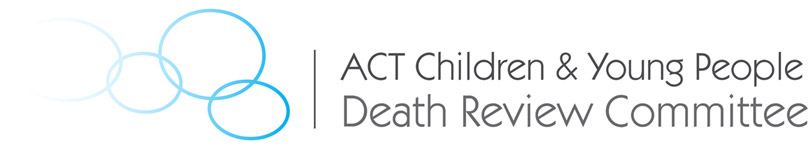 ACT Children & Young People
Death Review Committee